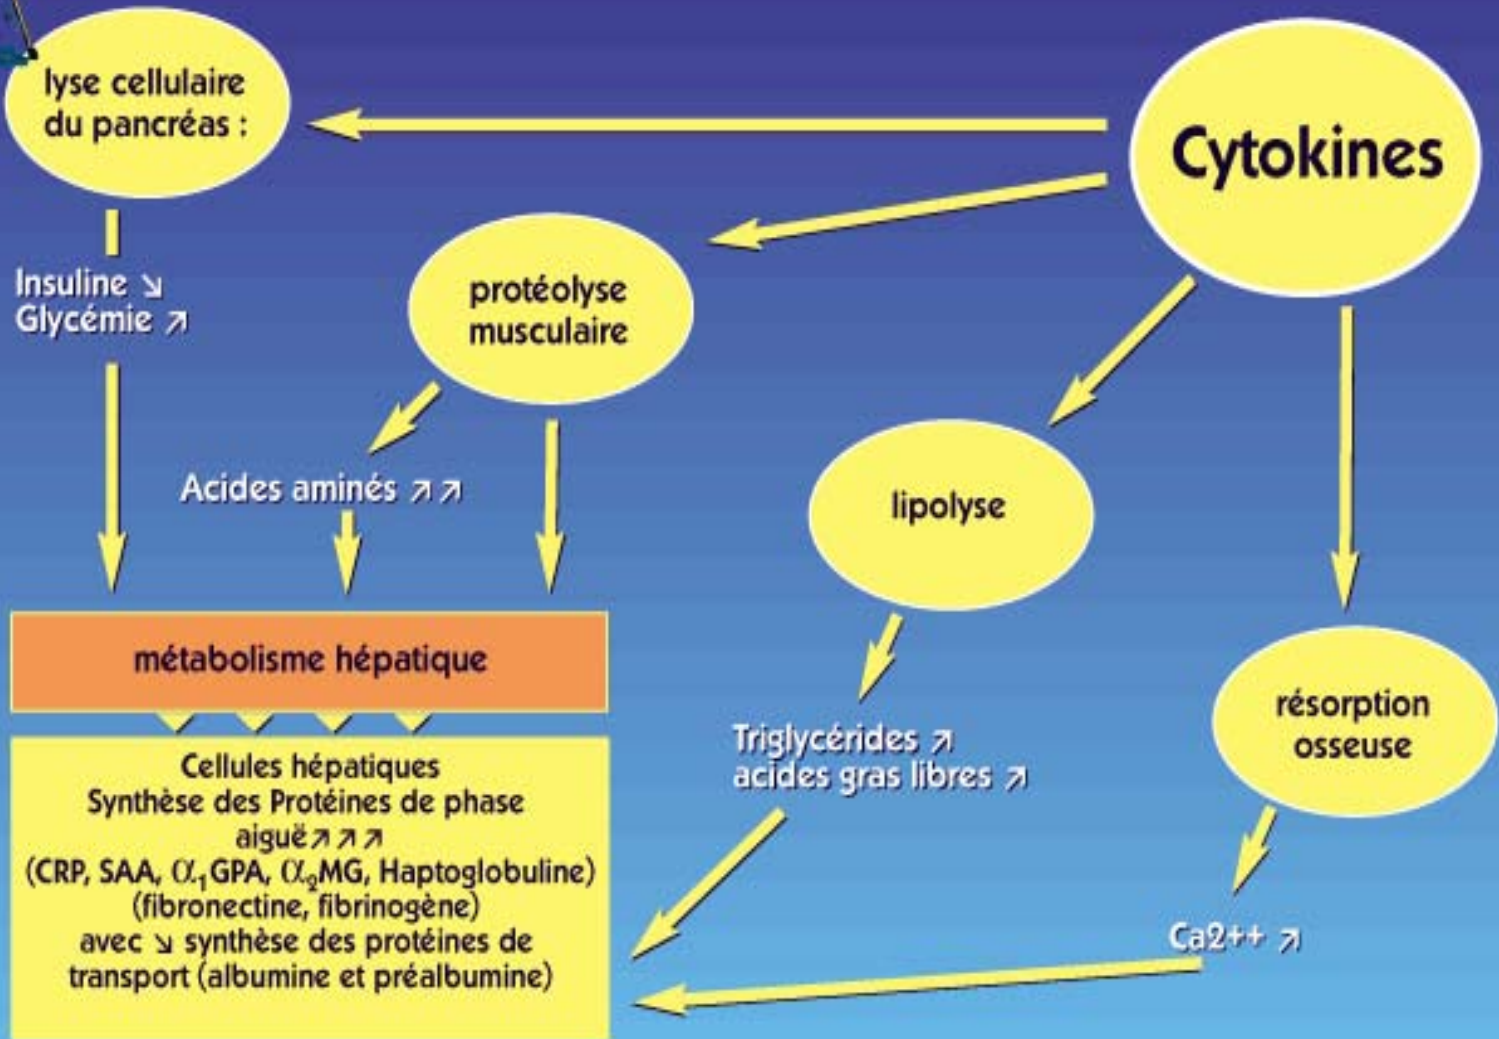 lyse cellulaire
du pancréas :
Cytokines
Insuline ↘
Glycémie ↗
protéolyse
musculaire
Acides aminés ↗↗
lipolyse
métabolisme hépatique
résorption
osseuse
Triglycérides ↗
acides gras libres ↗
Cellules hépatiques
Synthèse des Protéines de phase
aiguë↗↗↗
(CRP, SAA, α₁GPA, α₂MG, Haptoglobuline)
(fibronectine, fibrinogène)
avec ↘ synthèse des protéines de
transport (albumine et préalbumine)
Ca2++ ↗